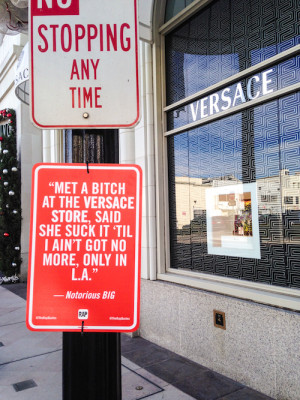 NO
STOPPING
ANY
TIME
VERSACE
"MET A BITCH
AT THE VERSACE
STORE, SAID
SHE SUCK IT 'TIL
I AIN'T GOT NO
MORE, ONLY IN
L.A."
— Notorious BIG
RAP